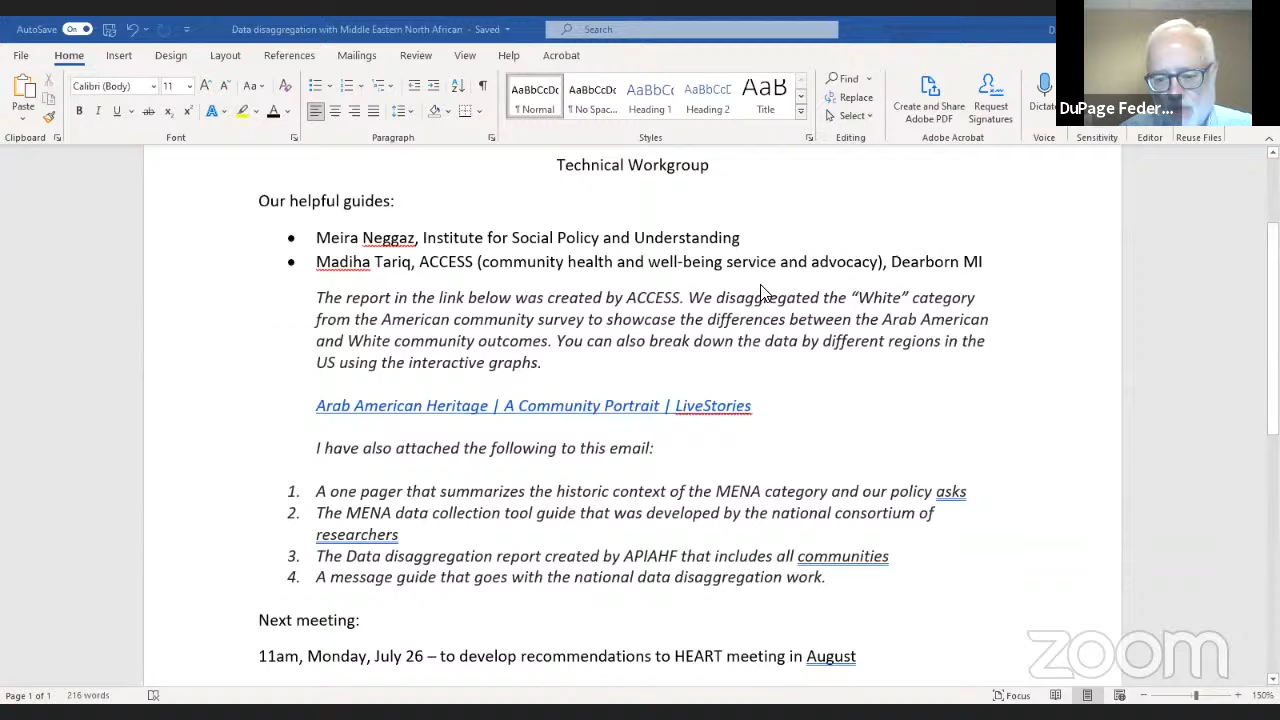 AutoSave On Data disaggregation with Middle Eastern North African - Saved Search
File Home Insert Design Layout References Mailings Review View Help Acrobat
Paste Calibri (Body) 11 Aa AaBbCcDc AaBbCcDc AaBbC AaBbCcC AaB Find Replace Select Create and Share Adobe PDF Request Signatures Dictate
¶ Normal ¶ No Spac... Heading 1 Heading 2 Title
Clipboard Font Paragraph Styles Editing Adobe Acrobat Voice Sensitivity Editor Reuse Files
DuPage Feder...
Technical Workgroup
Our helpful guides:
• Meira Neggaz, Institute for Social Policy and Understanding
• Madiha Tariq, ACCESS (community health and well-being service and advocacy), Dearborn MI
The report in the link below was created by ACCESS. We disaggregated the “White” category
from the American community survey to showcase the differences between the Arab American
and White community outcomes. You can also break down the data by different regions in the
US using the interactive graphs.
Arab American Heritage | A Community Portrait | LiveStories
I have also attached the following to this email:
1. A one pager that summarizes the historic context of the MENA category and our policy asks
2. The MENA data collection tool guide that was developed by the national consortium of
researchers
3. The Data disaggregation report created by APIAHF that includes all communities
4. A message guide that goes with the national data disaggregation work.
Next meeting:
11am, Monday, July 26 – to develop recommendations to HEART meeting in August
zoom
Page 1 of 1 216 words Focus 150%